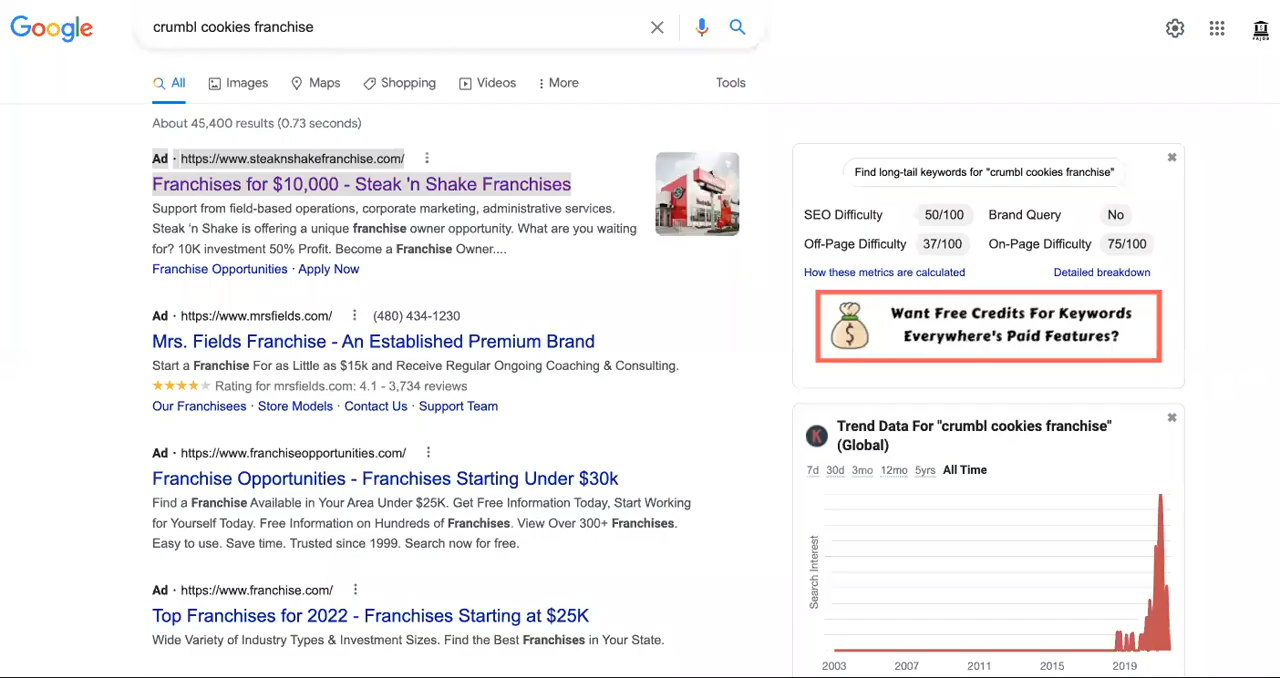 Google
crumbl cookies franchise
All Images Maps Shopping Videos More Tools
About 45,400 results (0.73 seconds)
Ad · https://www.steaknshakefranchise.com/
Franchises for $10,000 - Steak 'n Shake Franchises
Support from field-based operations, corporate marketing, administrative services.
Steak 'n Shake is offering a unique franchise owner opportunity. What are you waiting
for? 10K investment 50% Profit. Become a Franchise Owner....
Franchise Opportunities · Apply Now
Ad · https://www.mrsfields.com/ (480) 434-1230
Mrs. Fields Franchise - An Established Premium Brand
Start a Franchise For as Little as $15k and Receive Regular Ongoing Coaching & Consulting.
Rating for mrsfields.com: 4.1 - 3,734 reviews
Our Franchisees · Store Models · Contact Us · Support Team
Ad · https://www.franchiseopportunities.com/
Franchise Opportunities - Franchises Starting Under $30k
Find a Franchise Available in Your Area Under $25K. Get Free Information Today, Start Working
for Yourself Today. Free Information on Hundreds of Franchises. View Over 300+ Franchises.
Easy to use. Save time. Trusted since 1999. Search now for free.
Ad · https://www.franchise.com/
Top Franchises for 2022 - Franchises Starting at $25K
Wide Variety of Industry Types & Investment Sizes. Find the Best Franchises in Your State.
Find long-tail keywords for "crumbl cookies franchise"
SEO Difficulty 50/100 Brand Query No
Off-Page Difficulty 37/100 On-Page Difficulty 75/100
How these metrics are calculated Detailed breakdown
Want Free Credits For Keywords
Everywhere's Paid Features?
K
Trend Data For "crumbl cookies franchise"
(Global)
7d 30d 3mo 12mo 5yrs All Time
Search Interest
2003 2007 2011 2015 2019